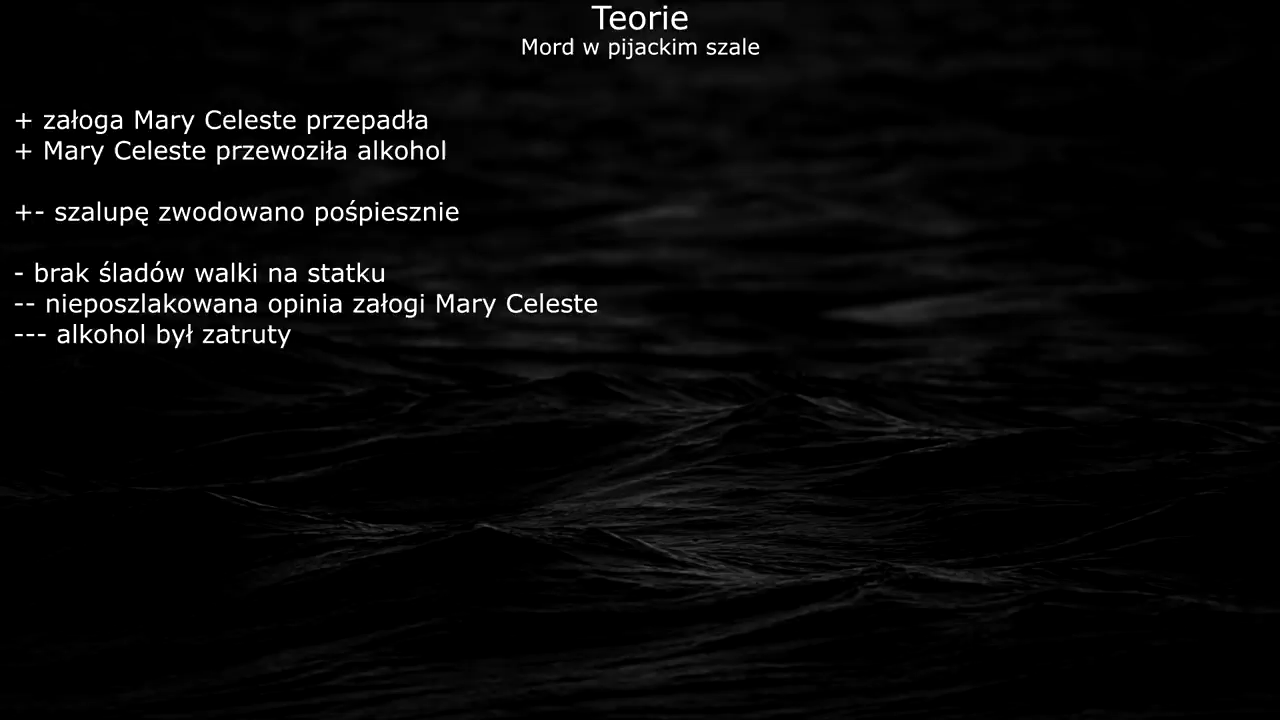 Teorie
Mord w pijackim szale
+ załoga Mary Celeste przepadła
+ Mary Celeste przewoziła alkohol
+- szalupę zwodowano pośpiesznie
- brak śladów walki na statku
-- nieposzlakowana opinia załogi Mary Celeste
--- alkohol był zatruty